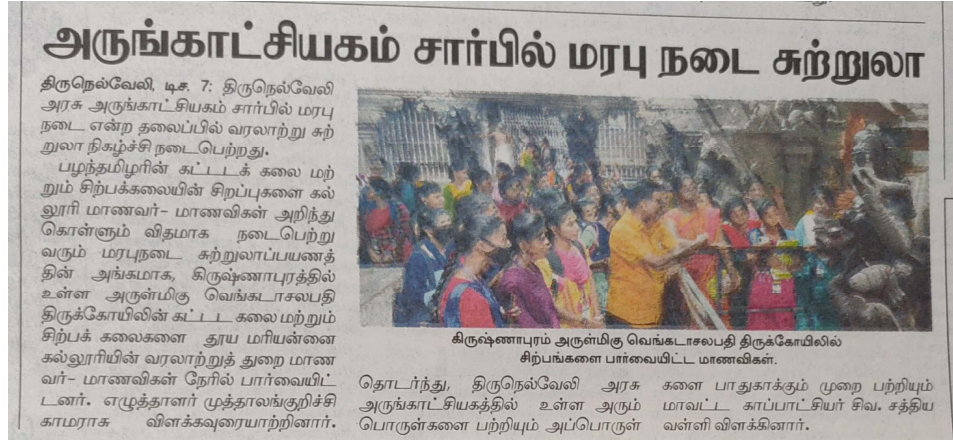 அருங்காட்சியகம் சார்பில் மரபு நடை சுற்றுலா
திருநெல்வேலி, டிச. 7: திருநெல்வேலி
அரசு அருங்காட்சியகம் சார்பில் மரபு
நடை என்ற தலைப்பில் வரலாற்று சுற்
றுலா நிகழ்ச்சி நடைபெற்றது.
பழந்தமிழரின் கட்டடக் கலை மற்
றும் சிற்பக்கலையின் சிறப்புகளை கல்
லூரி மாணவர்- மாணவிகள் அறிந்து
கொள்ளும் விதமாக நடைபெற்று
வரும் மரபுநடை சுற்றுலாப்பயணத்
தின் அங்கமாக, கிருஷ்ணாபுரத்தில்
உள்ள அருள்மிகு வெங்கடாசலபதி
திருக்கோயிலின் கட்டட கலை மற்றும்
சிற்பக் கலைகளை தூய மரியன்னை
கல்லூரியின் வரலாற்றுத் துறை மாண
வர்- மாணவிகள் நேரில் பார்வையிட்
டனர். எழுத்தாளர் முத்தாலங்குறிச்சி
காமராசு விளக்கவுரையாற்றினார்.
கிருஷ்ணாபுரம் அருள்மிகு வெங்கடாசலபதி திருக்கோயிலில்
சிற்பங்களை பார்வையிட்ட மாணவிகள்.
தொடர்ந்து, திருநெல்வேலி அரசு
அருங்காட்சியகத்தில் உள்ள அரும்
பொருள்களை பற்றியும் அப்பொருள்
களை பாதுகாக்கும் முறை பற்றியும்
மாவட்ட காப்பாட்சியர் சிவ. சத்திய
வள்ளி விளக்கினார்.